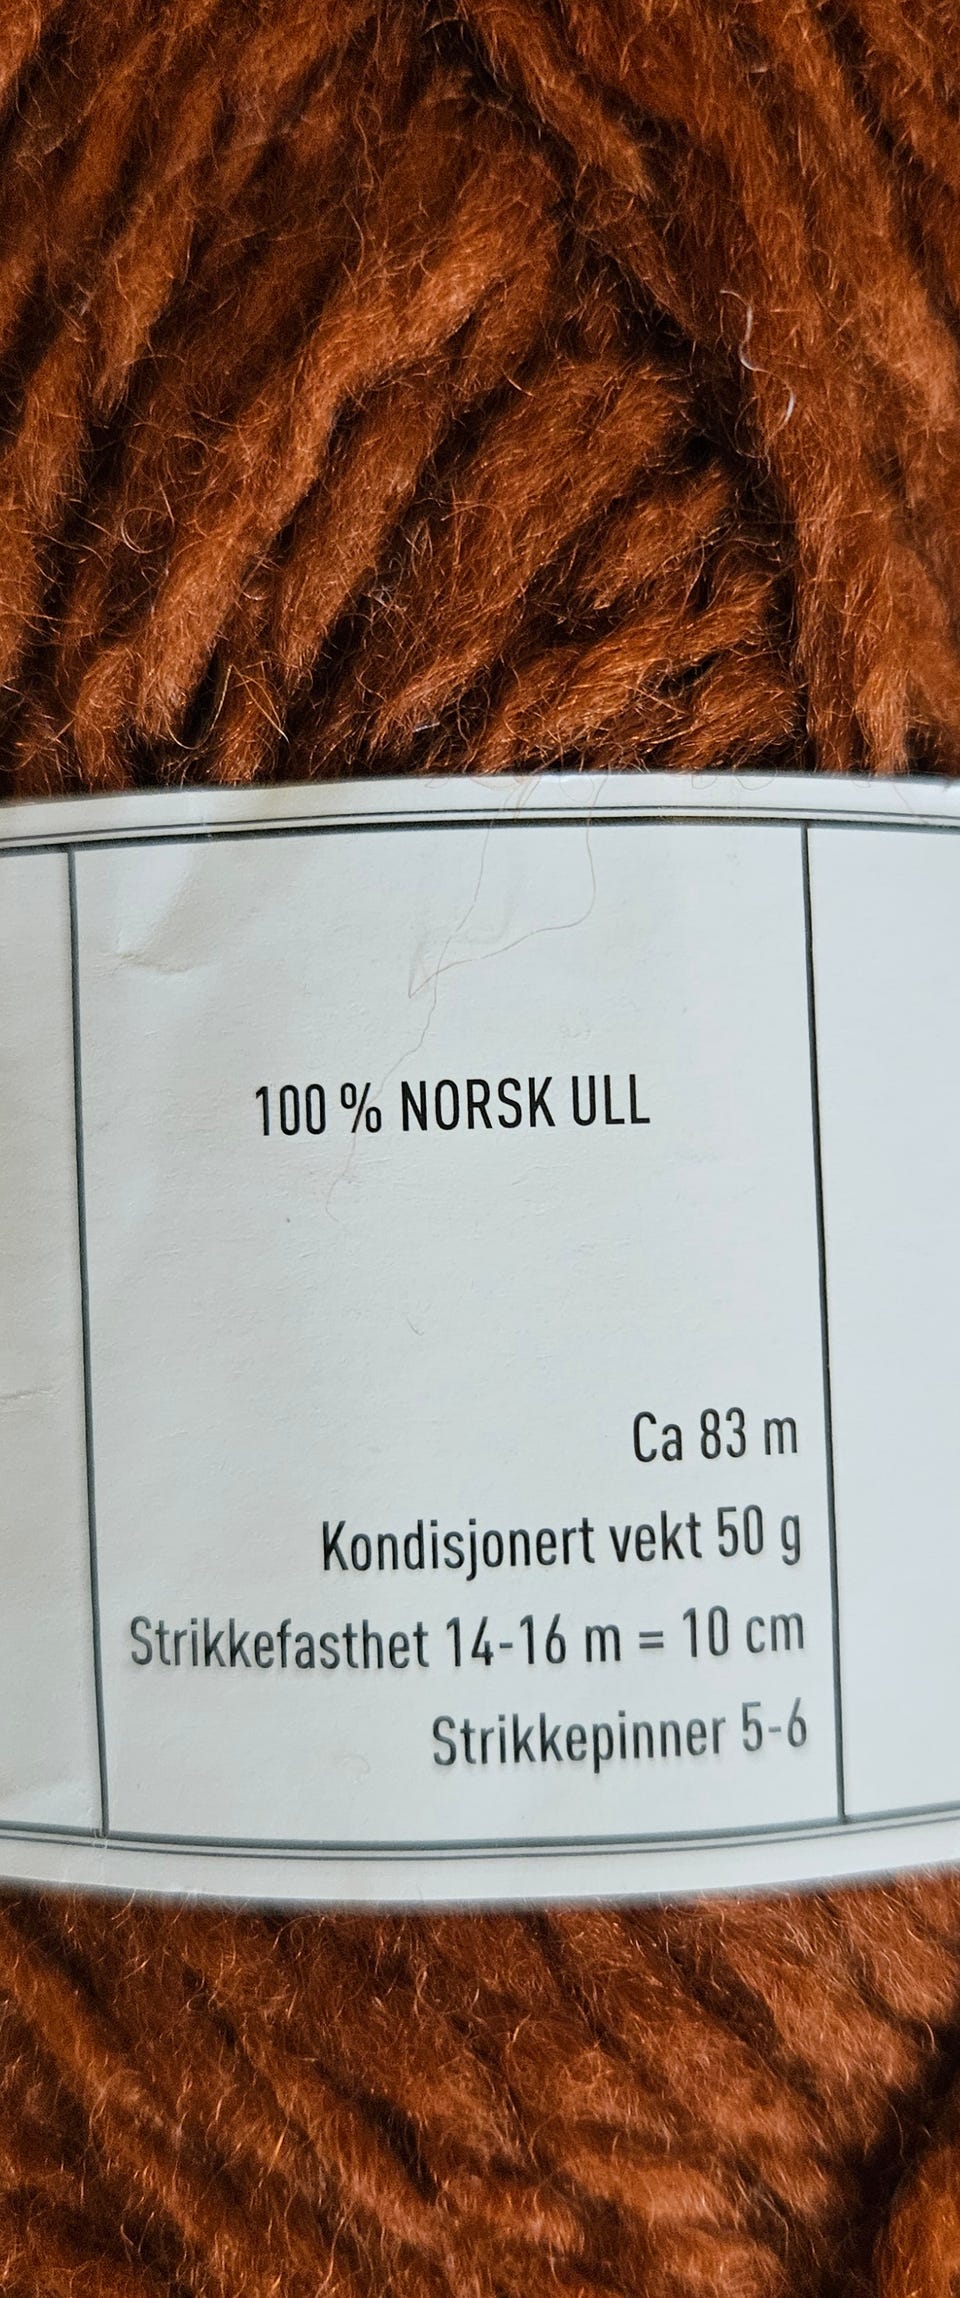 100 % NORSK ULL
Ca 83 m
Kondisjonert vekt 50 g
Strikkefasthet 14-16 m = 10 cm
Strikkepinner 5-6